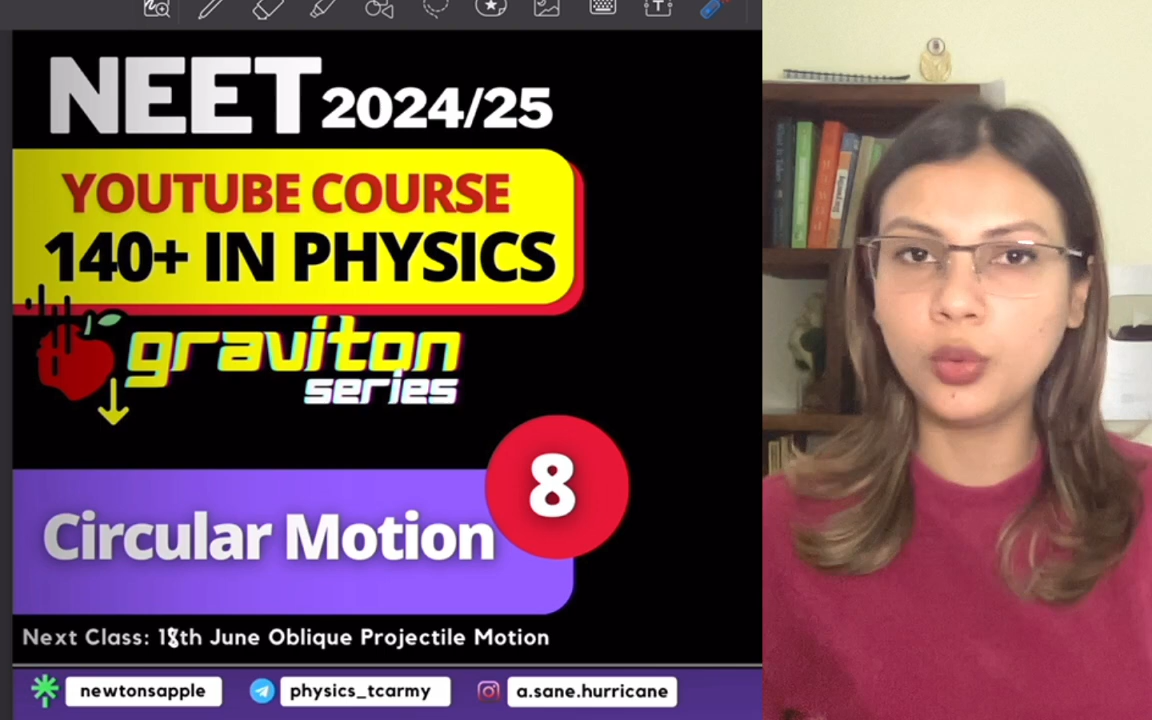 NEET 2024/25
YOUTUBE COURSE
140+ IN PHYSICS
graviton
series
8
Circular Motion
Next Class: 18th June Oblique Projectile Motion
newtonsapple
physics_tcarmy
a.sane.hurricane